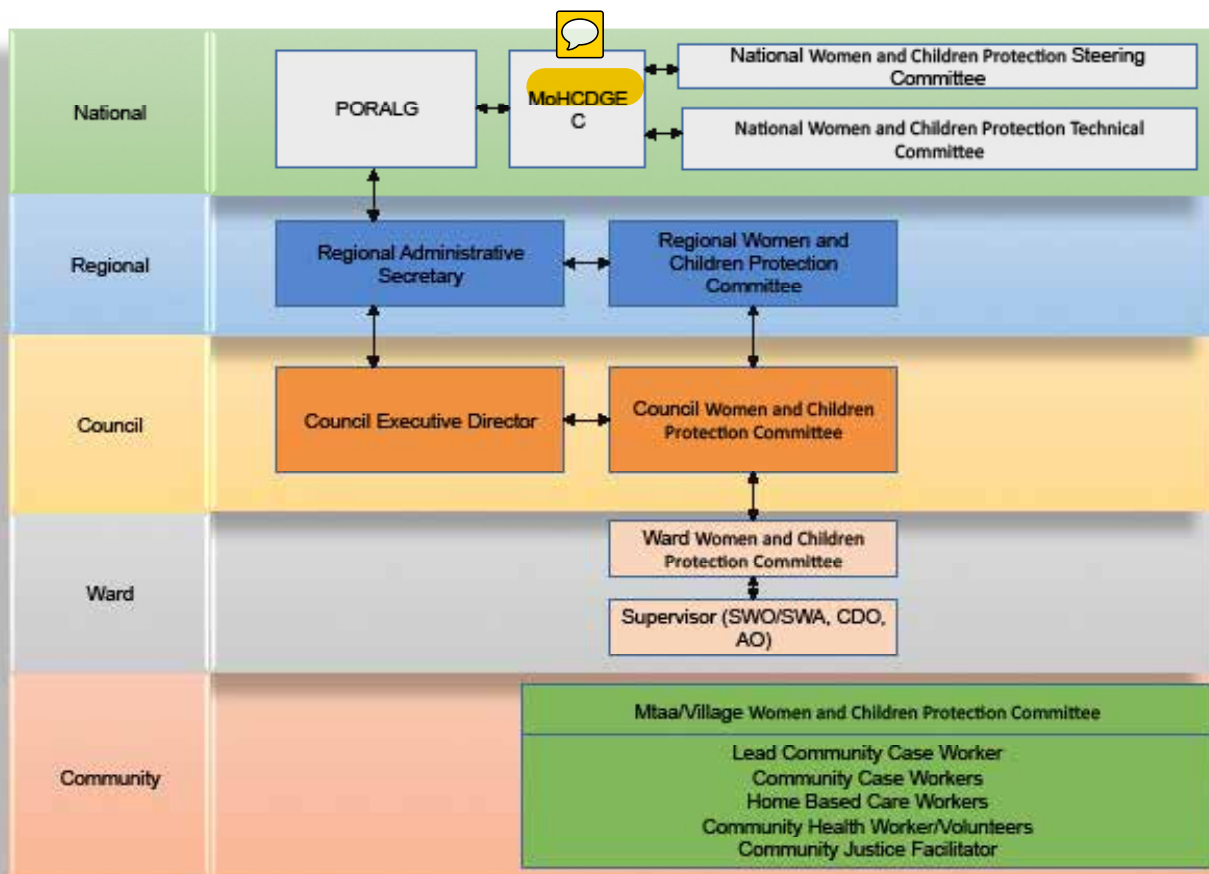 National
PORALG
MoHCDGE
C
National Women and Children Protection Steering
Committee
National Women and Children Protection Technical
Committee
Regional
Regional Administrative
Secretary
Regional Women and
Children Protection
Committee
Council
Council Executive Director
Council Women and Children
Protection Committee
Ward
Ward Women and Children
Protection Committee
Supervisor (SWO/SWA, CDO,
AO)
Community
Mtaa/Village Women and Children Protection Committee
Lead Community Case Worker
Community Case Workers
Home Based Care Workers
Community Health Worker/Volunteers
Community Justice Facilitator